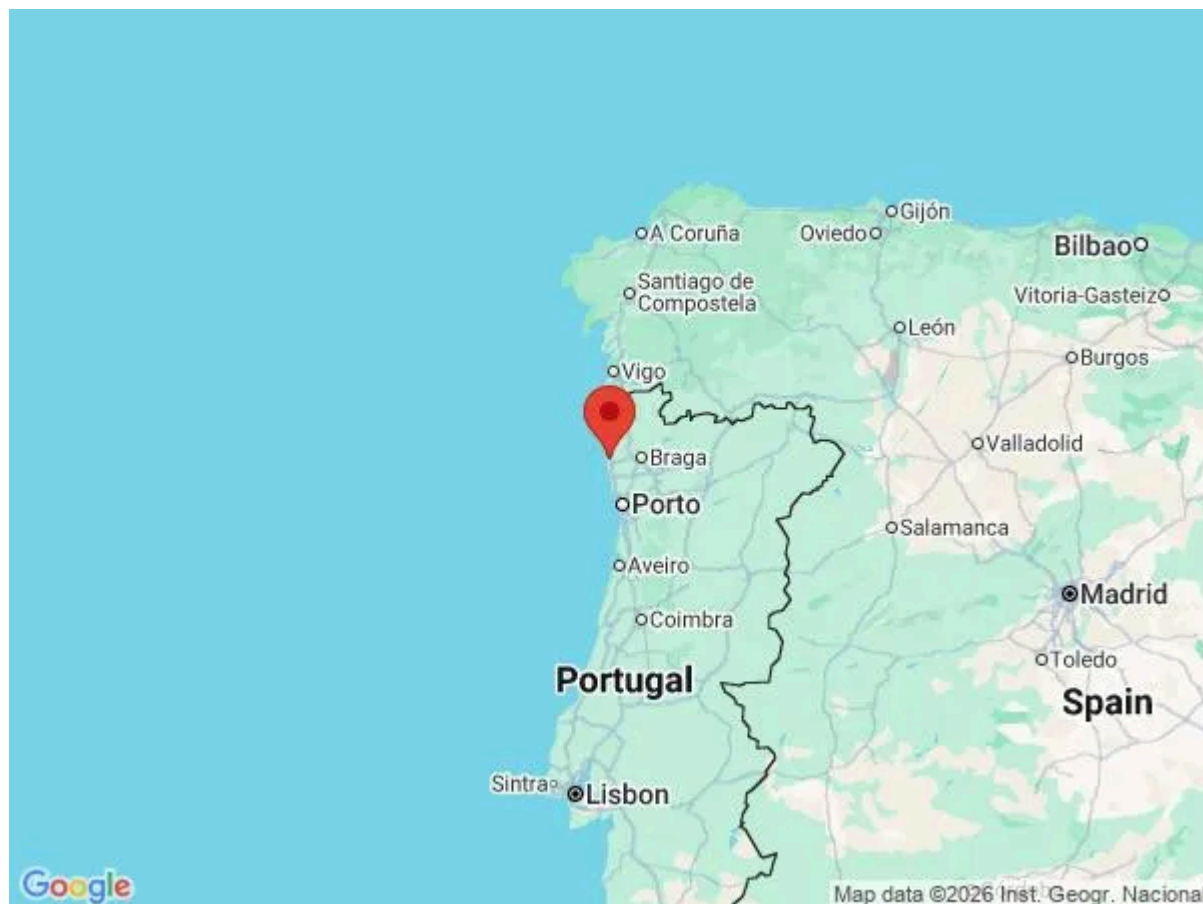 Gijón
A Coruña
Oviedo
Bilbao
Santiago de
Compostela
Vitoria-Gasteiz
León
Burgos
Vigo
Valladolid
Braga
Porto
Salamanca
Aveiro
Madrid
Coimbra
Toledo
Portugal
Spain
Sintra
Lisbon
Google
Map data ©2026 Inst. Geogr. Nacional